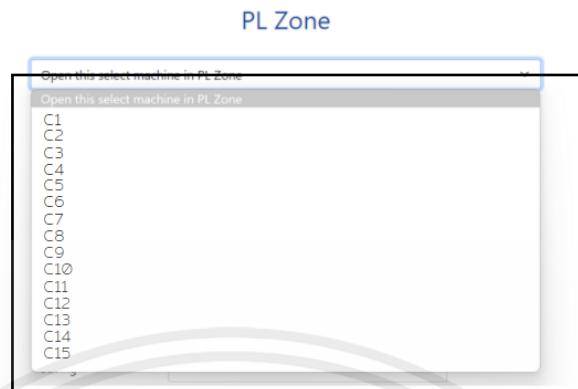 PL Zone
Open this select machine in PL Zone
Open this select machine in PL Zone
C1
C2
C3
C4
C5
C6
C7
C8
C9
C10
C11
C12
C13
C14
C15